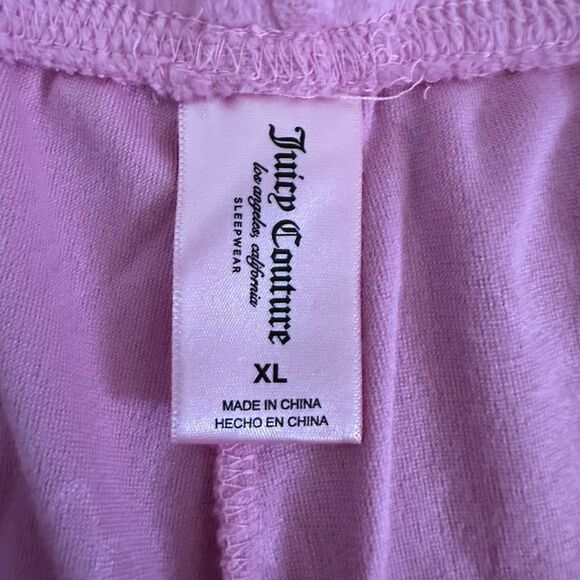 Juicy Couture
los angeles, california
SLEEPWEAR
XL
MADE IN CHINA
HECHO EN CHINA